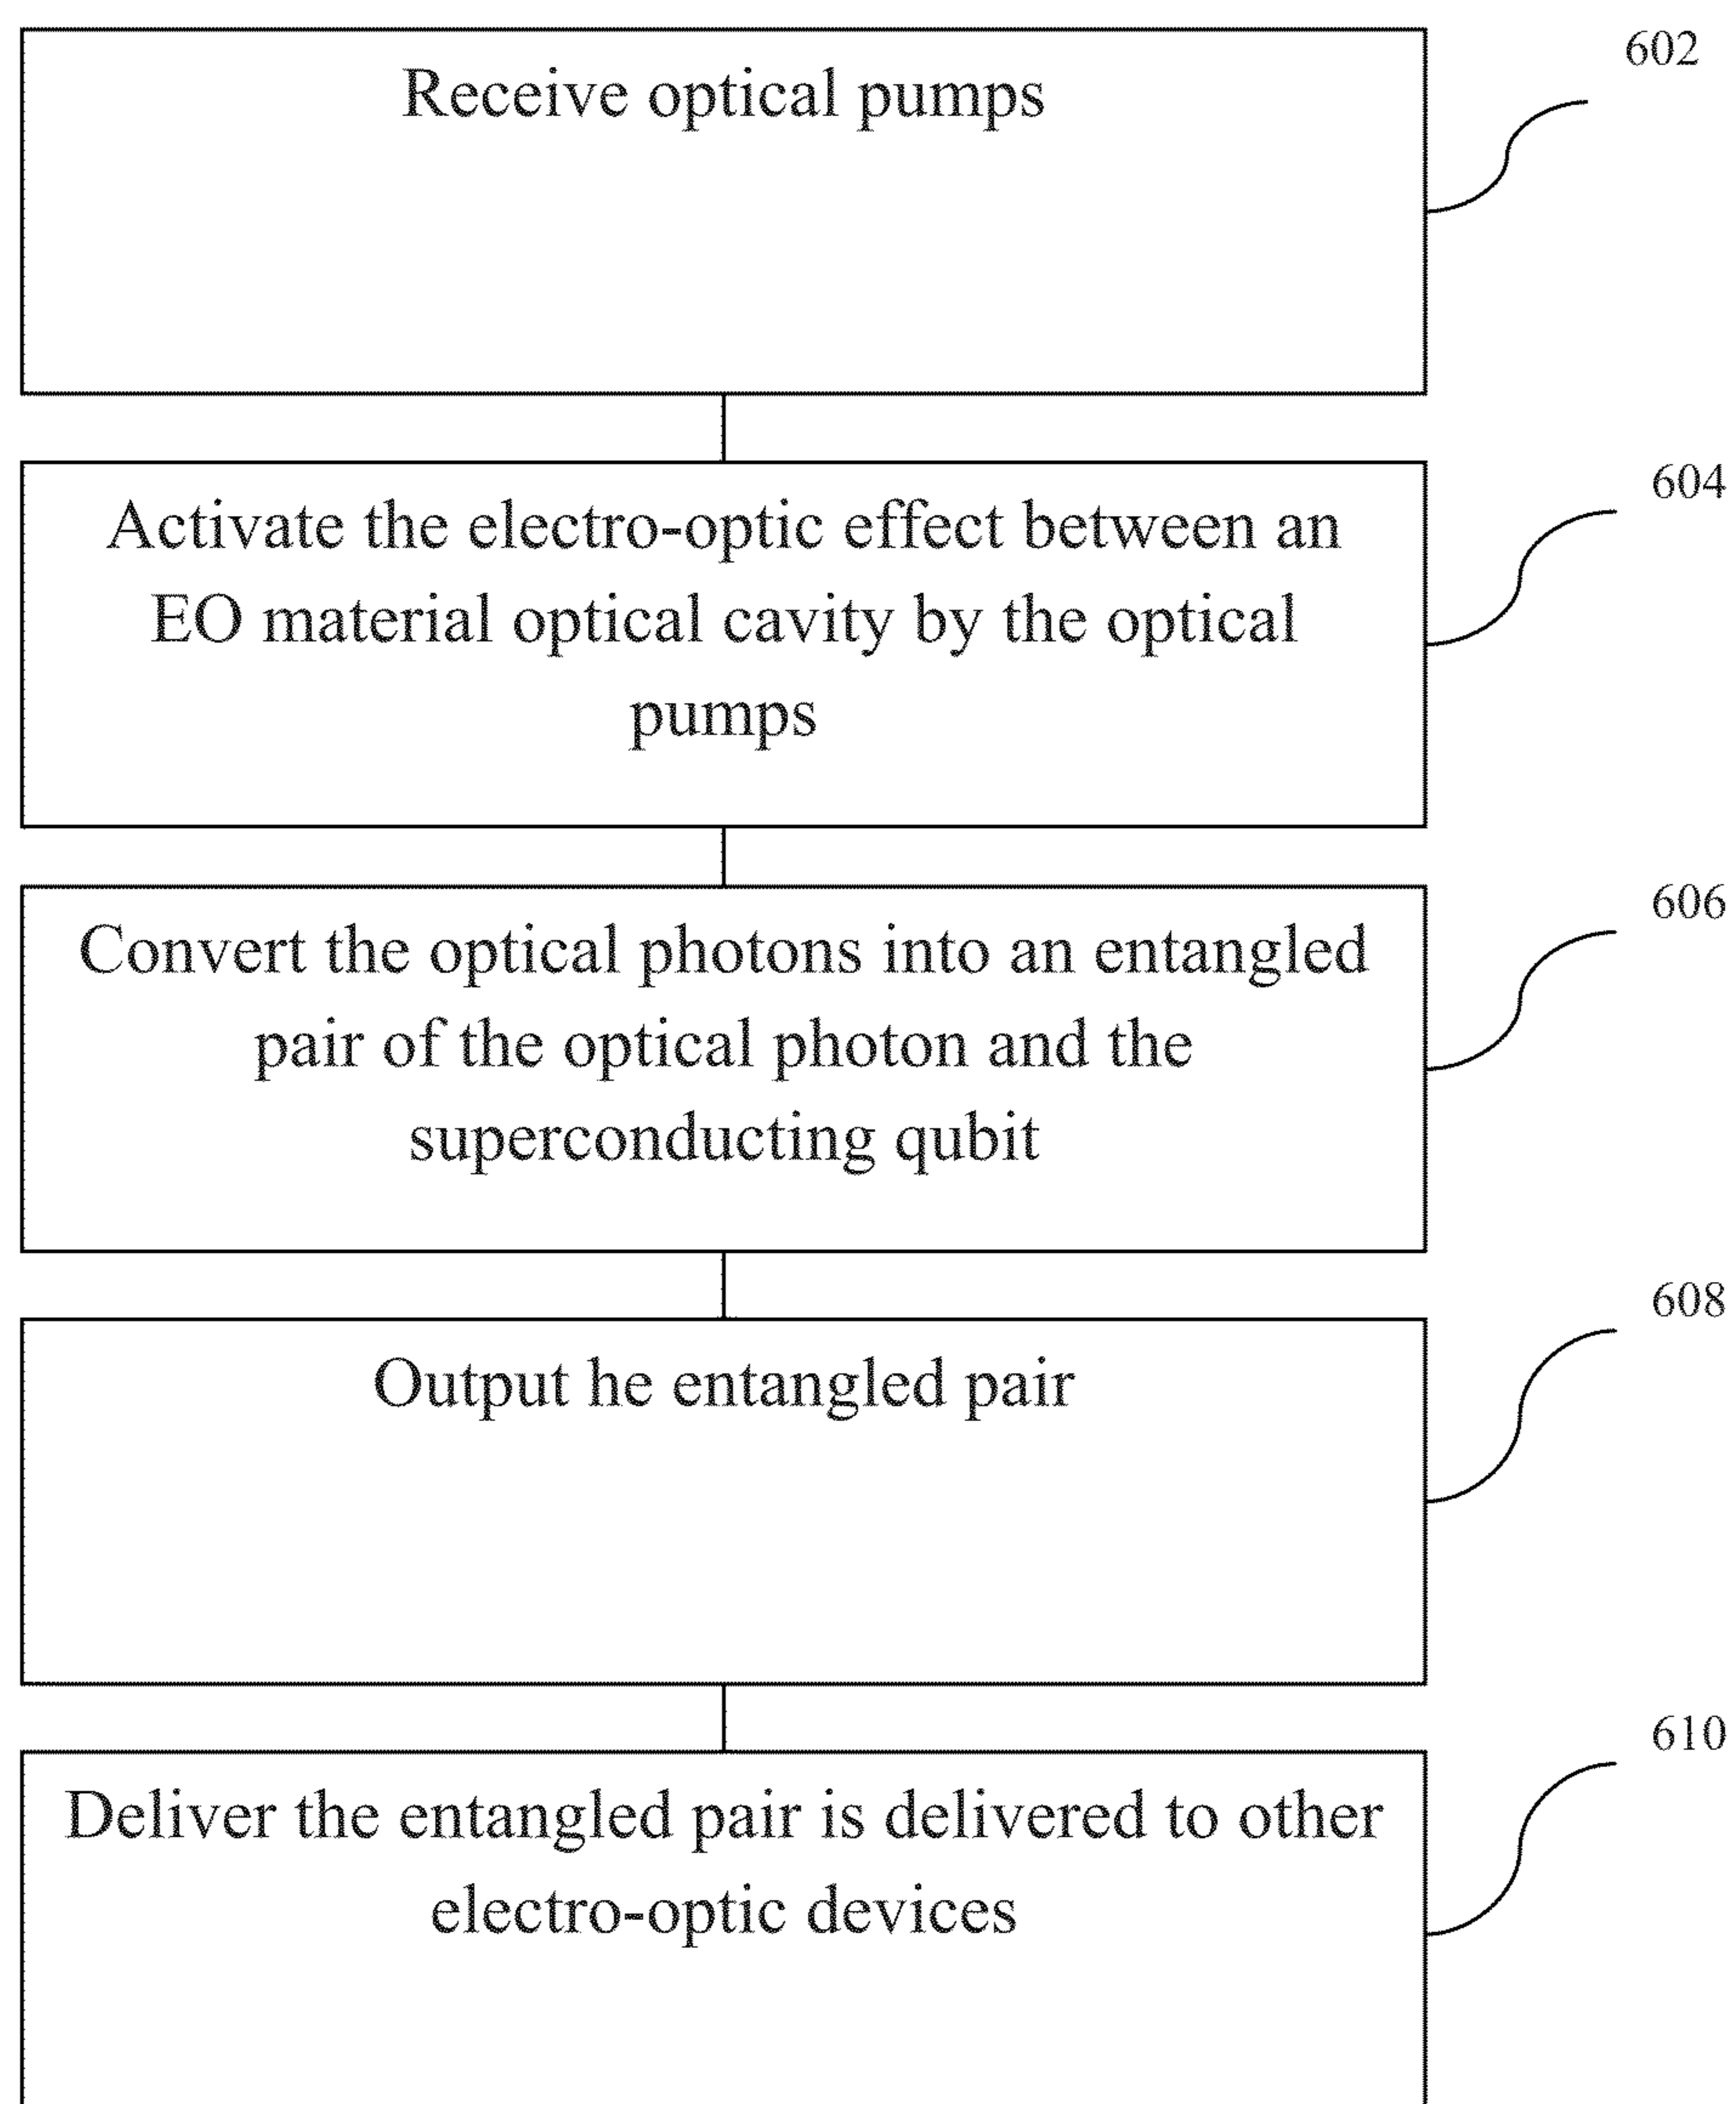 602
Receive optical pumps
604
Activate the electro-optic effect between an
EO material optical cavity by the optical
pumps
606
Convert the optical photons into an entangled
pair of the optical photon and the
superconducting qubit
608
Output he entangled pair
610
Deliver the entangled pair is delivered to other
electro-optic devices